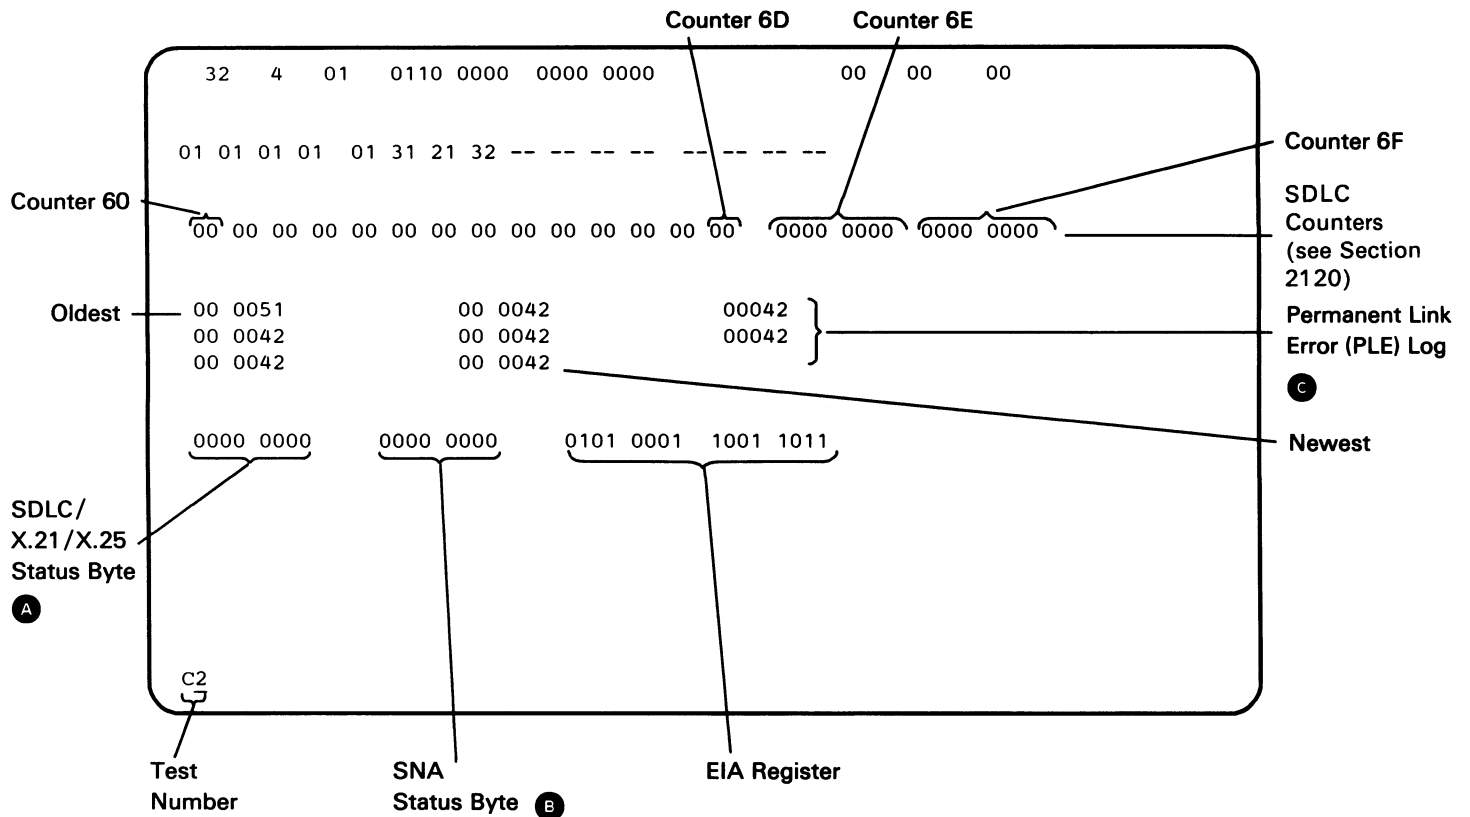 Counter 6D Counter 6E
32 4 01 0110 0000 0000 0000 00 00 00
Counter 6F
01 01 01 01 01 31 21 32 -- -- -- -- -- -- -- --
Counter 60
SDLC
Counters
(see Section
2120)
00 00 00 00 00 00 00 00 00 00 00 00 00 00 0000 0000 0000 0000
Oldest
00 0051 00 0042 00042
00 0042 00 0042 00042
00 0042 00 0042
Permanent Link
Error (PLE) Log
C
Newest
0000 0000 0000 0000 0101 0001 1001 1011
SDLC/
X.21/X.25
Status Byte
A
C2
Test
Number
SNA
Status Byte B
EIA Register